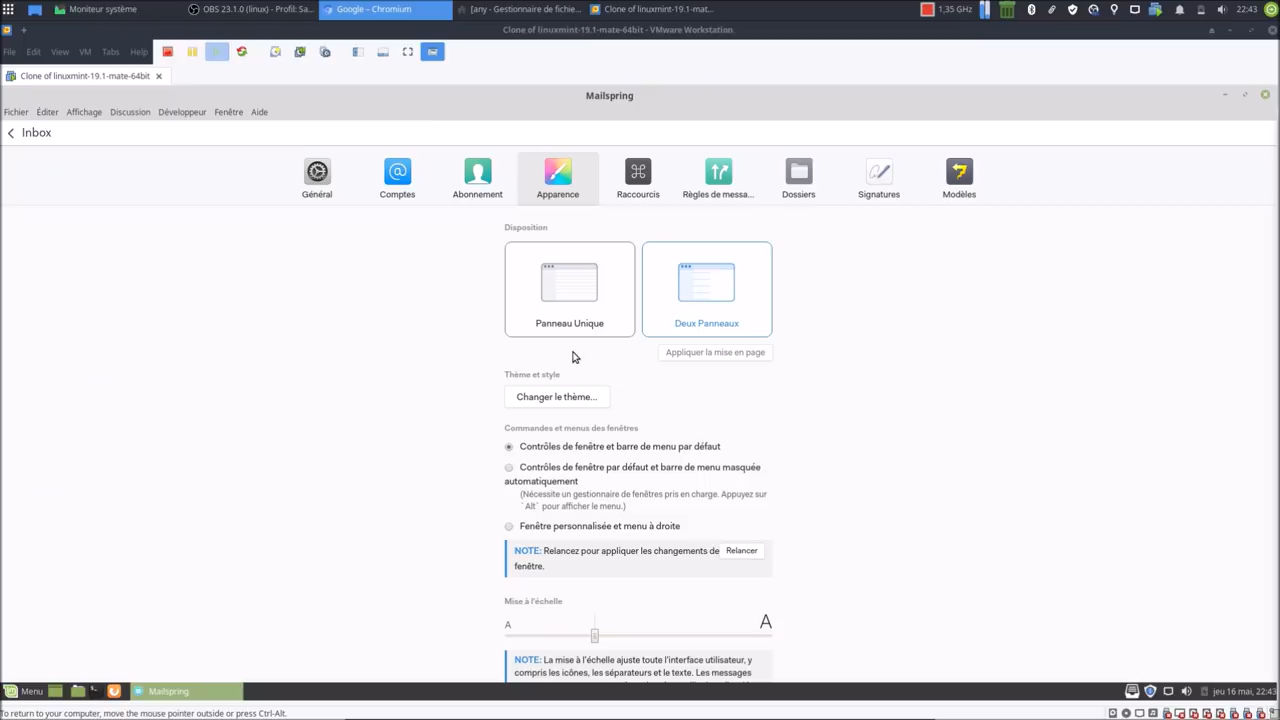 Moniteur système
OBS 23.1.0 (linux) - Profil: Sa...
Google – Chromium
[any - Gestionnaire de fichie...
Clone of linuxmint-19.1-mat...
1,35 GHz
22:43
Clone of linuxmint-19.1-mate-64bit - VMware Workstation
File Edit View VM Tabs Help
Clone of linuxmint-19.1-mate-64bit
Mailspring
Fichier Éditer Affichage Discussion Développeur Fenêtre Aide
Inbox
Général Comptes Abonnement Apparence Raccourcis Règles de messa... Dossiers Signatures Modèles
Disposition
Panneau Unique Deux Panneaux
Appliquer la mise en page
Thème et style
Changer le thème...
Commandes et menus des fenêtres
Contrôles de fenêtre et barre de menu par défaut
Contrôles de fenêtre par défaut et barre de menu masquée
automatiquement
(Nécessite un gestionnaire de fenêtres pris en charge. Appuyez sur
`Alt` pour afficher le menu.)
Fenêtre personnalisée et menu à droite
NOTE: Relancez pour appliquer les changements de Relancer
fenêtre.
Mise à l'échelle
A A
NOTE: La mise à l'échelle ajuste toute l'interface utilisateur, y
compris les icônes, les séparateurs et le texte. Les messages
Menu Mailspring jeu 16 mai, 22:43
To return to your computer, move the mouse pointer outside or press Ctrl-Alt.